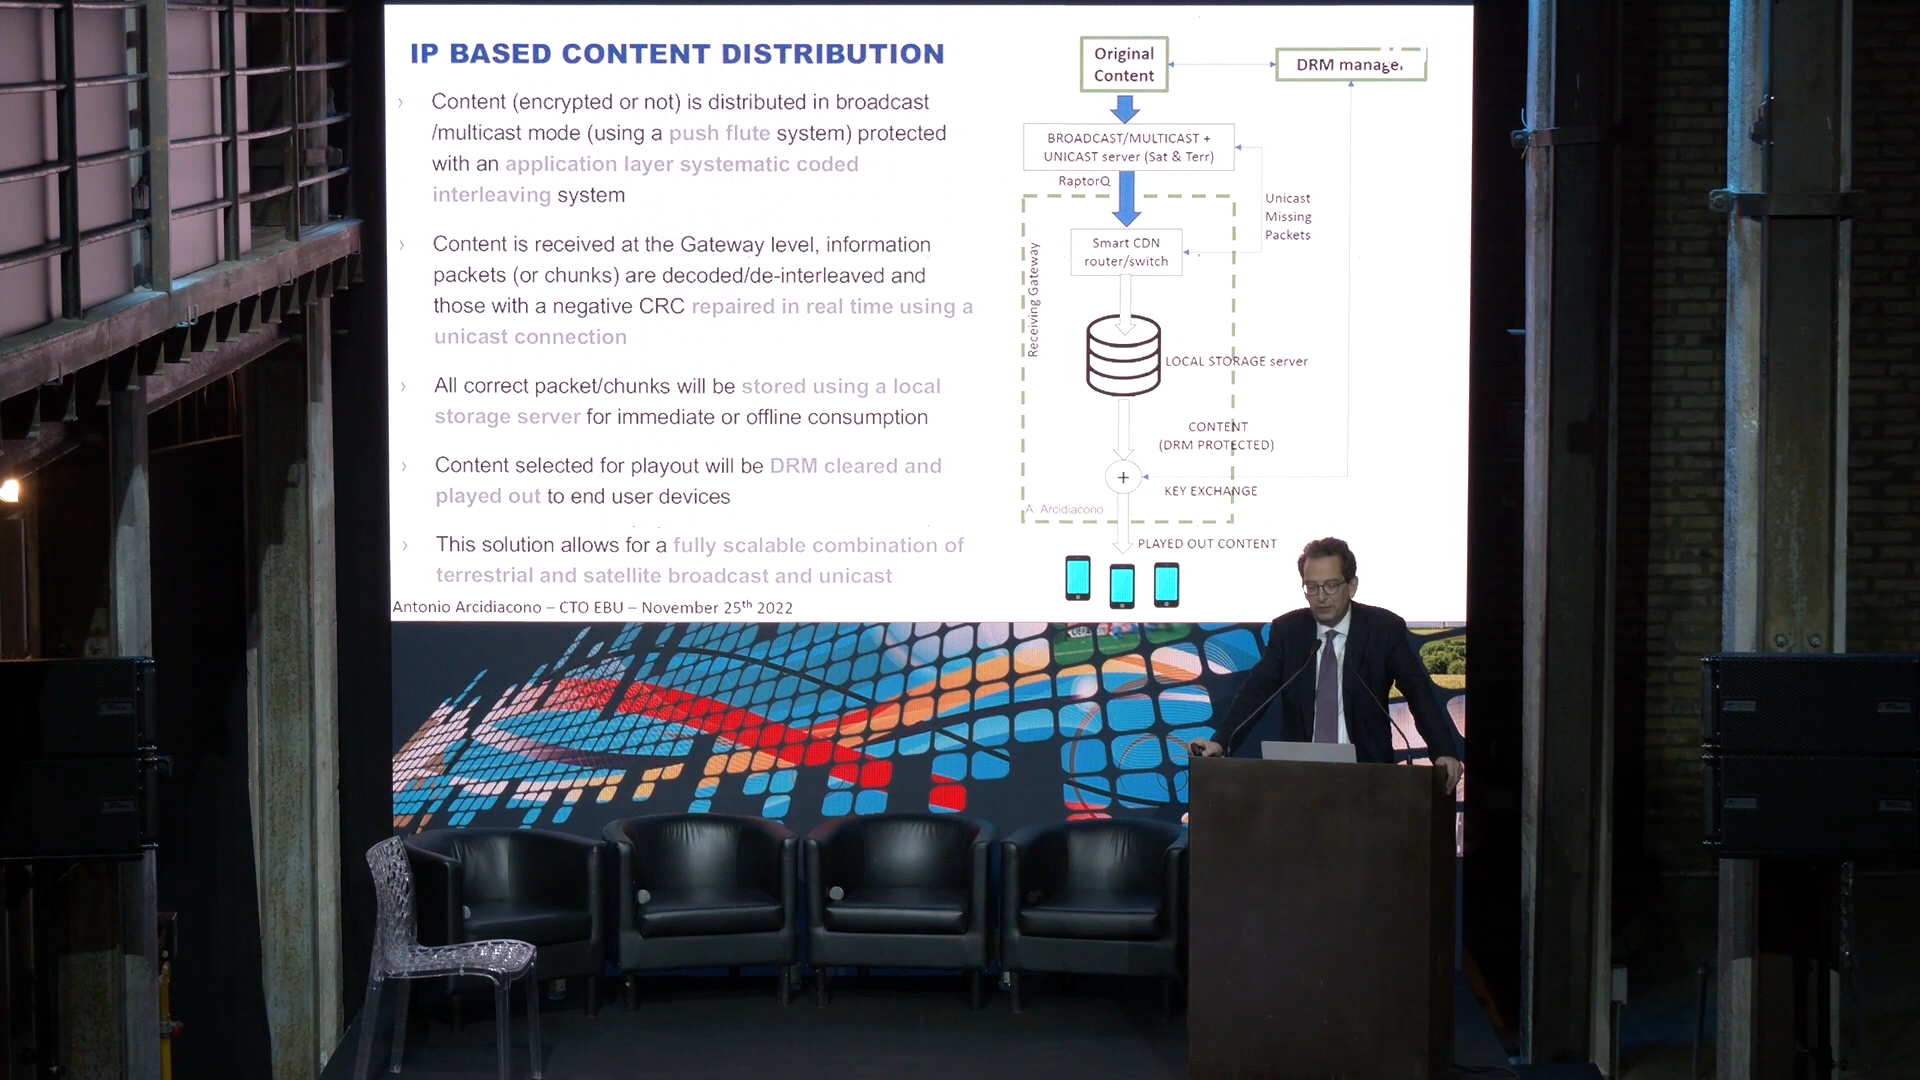 IP BASED CONTENT DISTRIBUTION
Content (encrypted or not) is distributed in broadcast
/multicast mode (using a push flute system) protected
with an application layer systematic coded
interleaving system
Content is received at the Gateway level, information
packets (or chunks) are decoded/de-interleaved and
those with a negative CRC repaired in real time using a
unicast connection
All correct packet/chunks will be stored using a local
storage server for immediate or offline consumption
Content selected for playout will be DRM cleared and
played out to end user devices
This solution allows for a fully scalable combination of
terrestrial and satellite broadcast and unicast
Antonio Arcidiacono – CTO EBU – November 25th 2022
Original
Content
DRM manager
BROADCAST/MULTICAST +
UNICAST server (Sat & Terr)
RaptorQ
Unicast
Missing
Packets
Smart CDN
router/switch
Receiving Gateway
LOCAL STORAGE server
CONTENT
(DRM PROTECTED)
+
KEY EXCHANGE
A. Arcidiacono
PLAYED OUT CONTENT